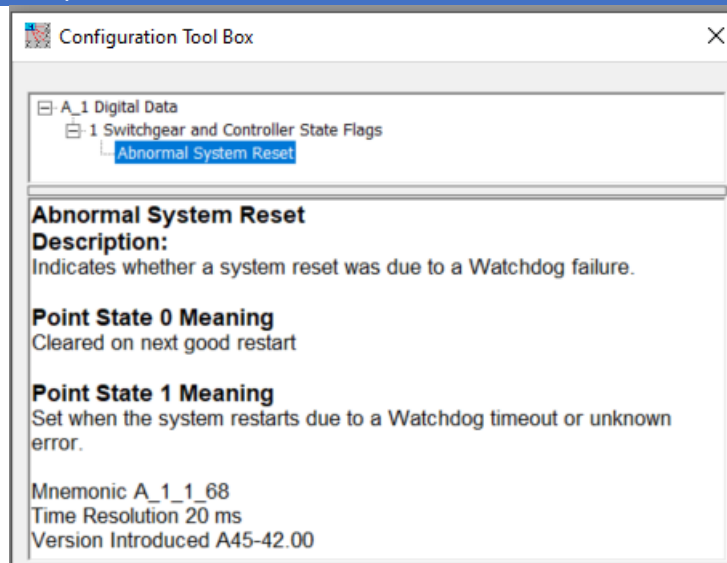 Configuration Tool Box
A_1 Digital Data
1 Switchgear and Controller State Flags
Abnormal System Reset
Abnormal System Reset
Description:
Indicates whether a system reset was due to a Watchdog failure.
Point State 0 Meaning
Cleared on next good restart
Point State 1 Meaning
Set when the system restarts due to a Watchdog timeout or unknown
error.
Mnemonic A_1_1_68
Time Resolution 20 ms
Version Introduced A45-42.00